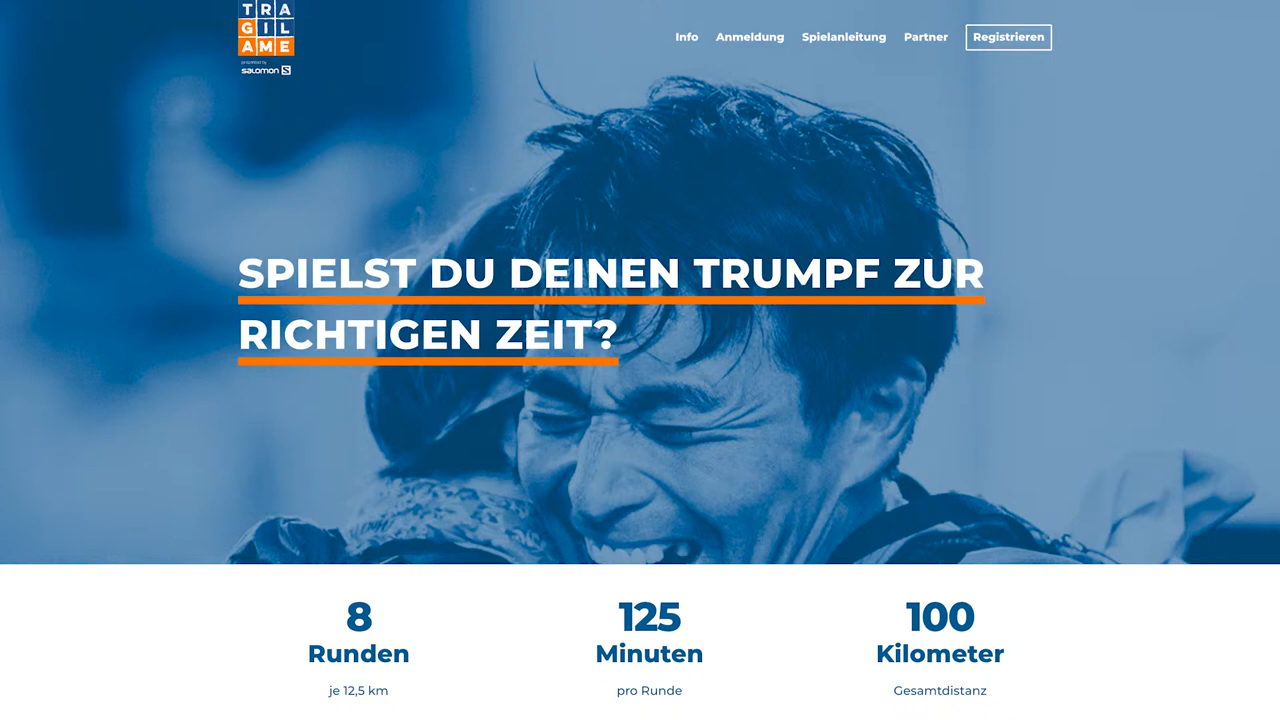 TRA
GIL
AME
presented by
salomon S
Info Anmeldung Spielanleitung Partner Registrieren
SPIELST DU DEINEN TRUMPF ZUR
RICHTIGEN ZEIT?
8 125 100
Runden Minuten Kilometer
je 12,5 km pro Runde Gesamtdistanz